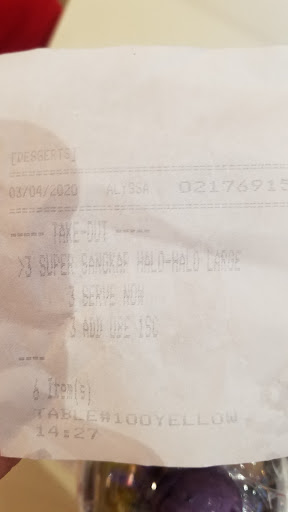 [DESSERTS]
03/04/2020 ALYSSA 02176915
----- TAKE-OUT -----
>3 SUPER SANGKAP HALO-HALO LARGE
3 SERVE NOW
3 ADD UBE ISC
----
6 Item(s)
TABLE#100YELLOW
14:27